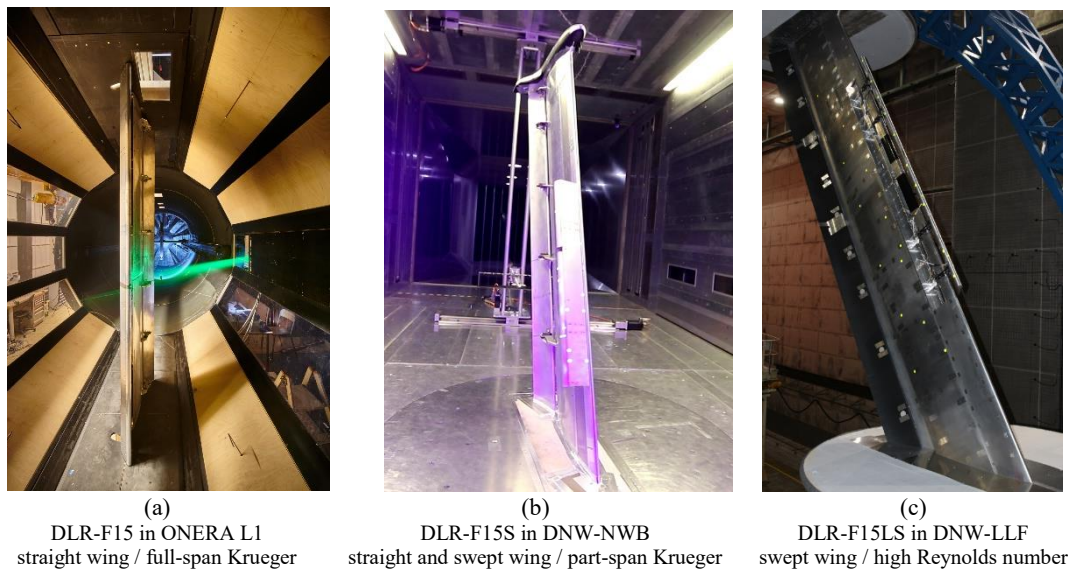 (a)
DLR-F15 in ONERA L1
straight wing / full-span Krueger
(b)
DLR-F15S in DNW-NWB
straight and swept wing / part-span Krueger
(c)
DLR-F15LS in DNW-LLF
swept wing / high Reynolds number